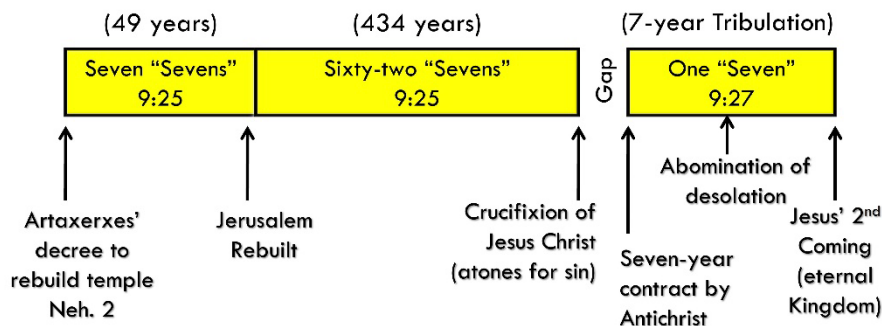 (49 years)
(434 years)
(7-year Tribulation)
Seven “Sevens”
9:25
Sixty-two “Sevens”
9:25
Gap
One “Seven”
9:27
Artaxerxes’
decree to
rebuild temple
Neh. 2
Jerusalem
Rebuilt
Crucifixion of
Jesus Christ
(atones for sin)
Seven-year
contract by
Antichrist
Abomination of
desolation
Jesus’ 2nd
Coming
(eternal
Kingdom)